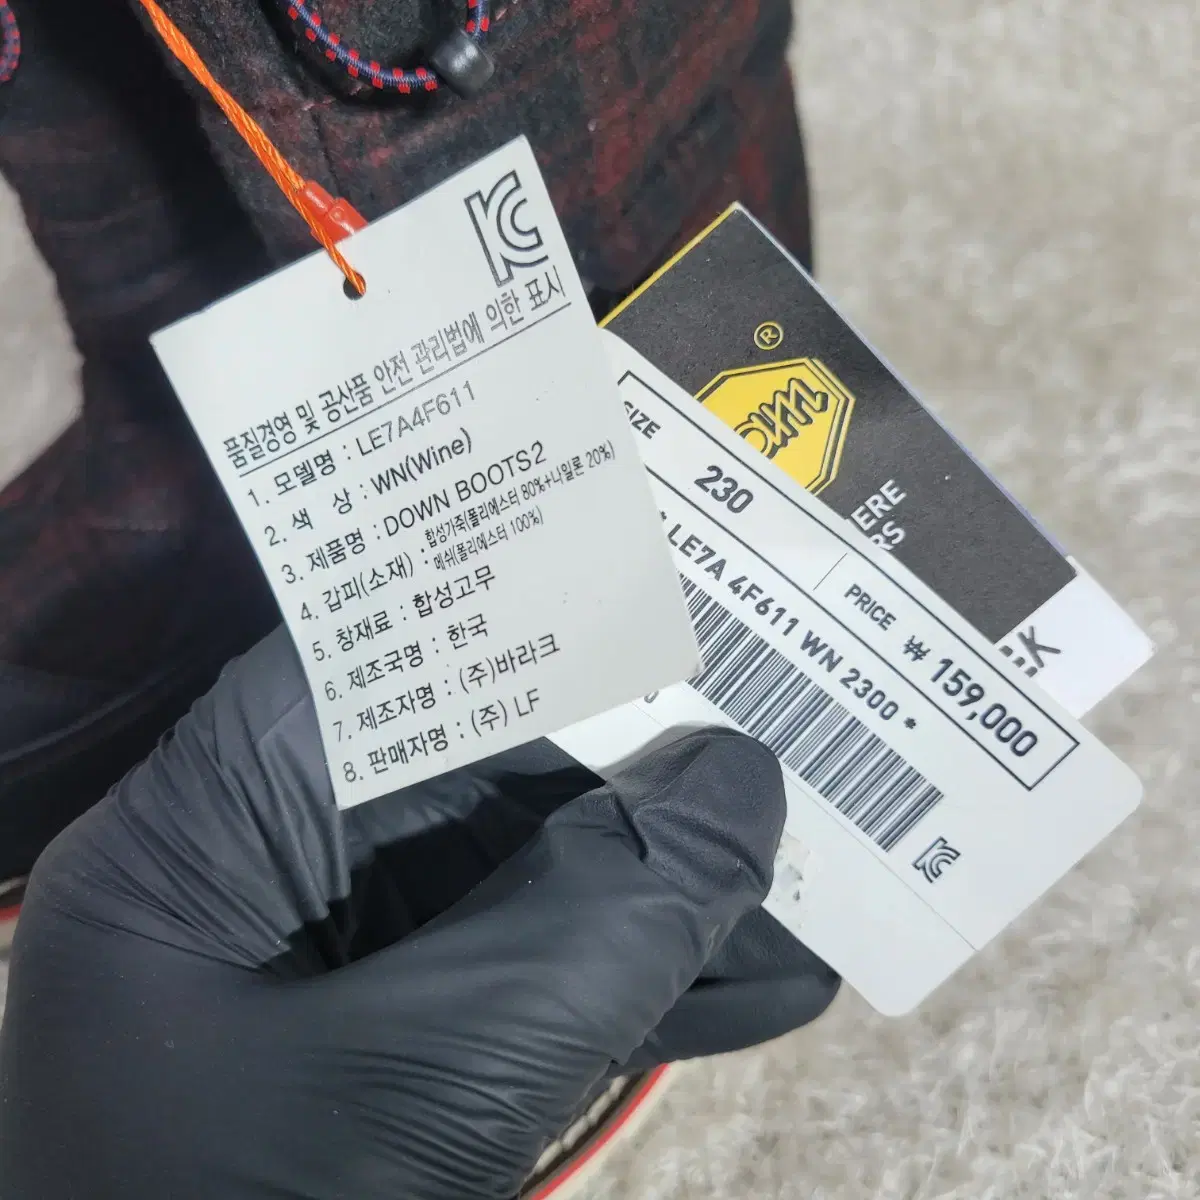 KC
품질경영 및 공산품 안전 관리법에 의한 표시
1. 모델명 : LE7A4F611
2. 색 상 : WN(Wine)
3. 제품명 : DOWN BOOTS2
4. 갑피(소재) : 합성가죽(폴리에스터 80%+나일론 20%)
메쉬(폴리에스터 100%)
5. 창재료 : 합성고무
6. 제조국명 : 한국
7. 제조자명 : (주)바라크
8. 판매자명 : (주) LF
®
SIZE
230
PRICE ₩ 159,000
LE7A 4F611 WN 2300 *
KC